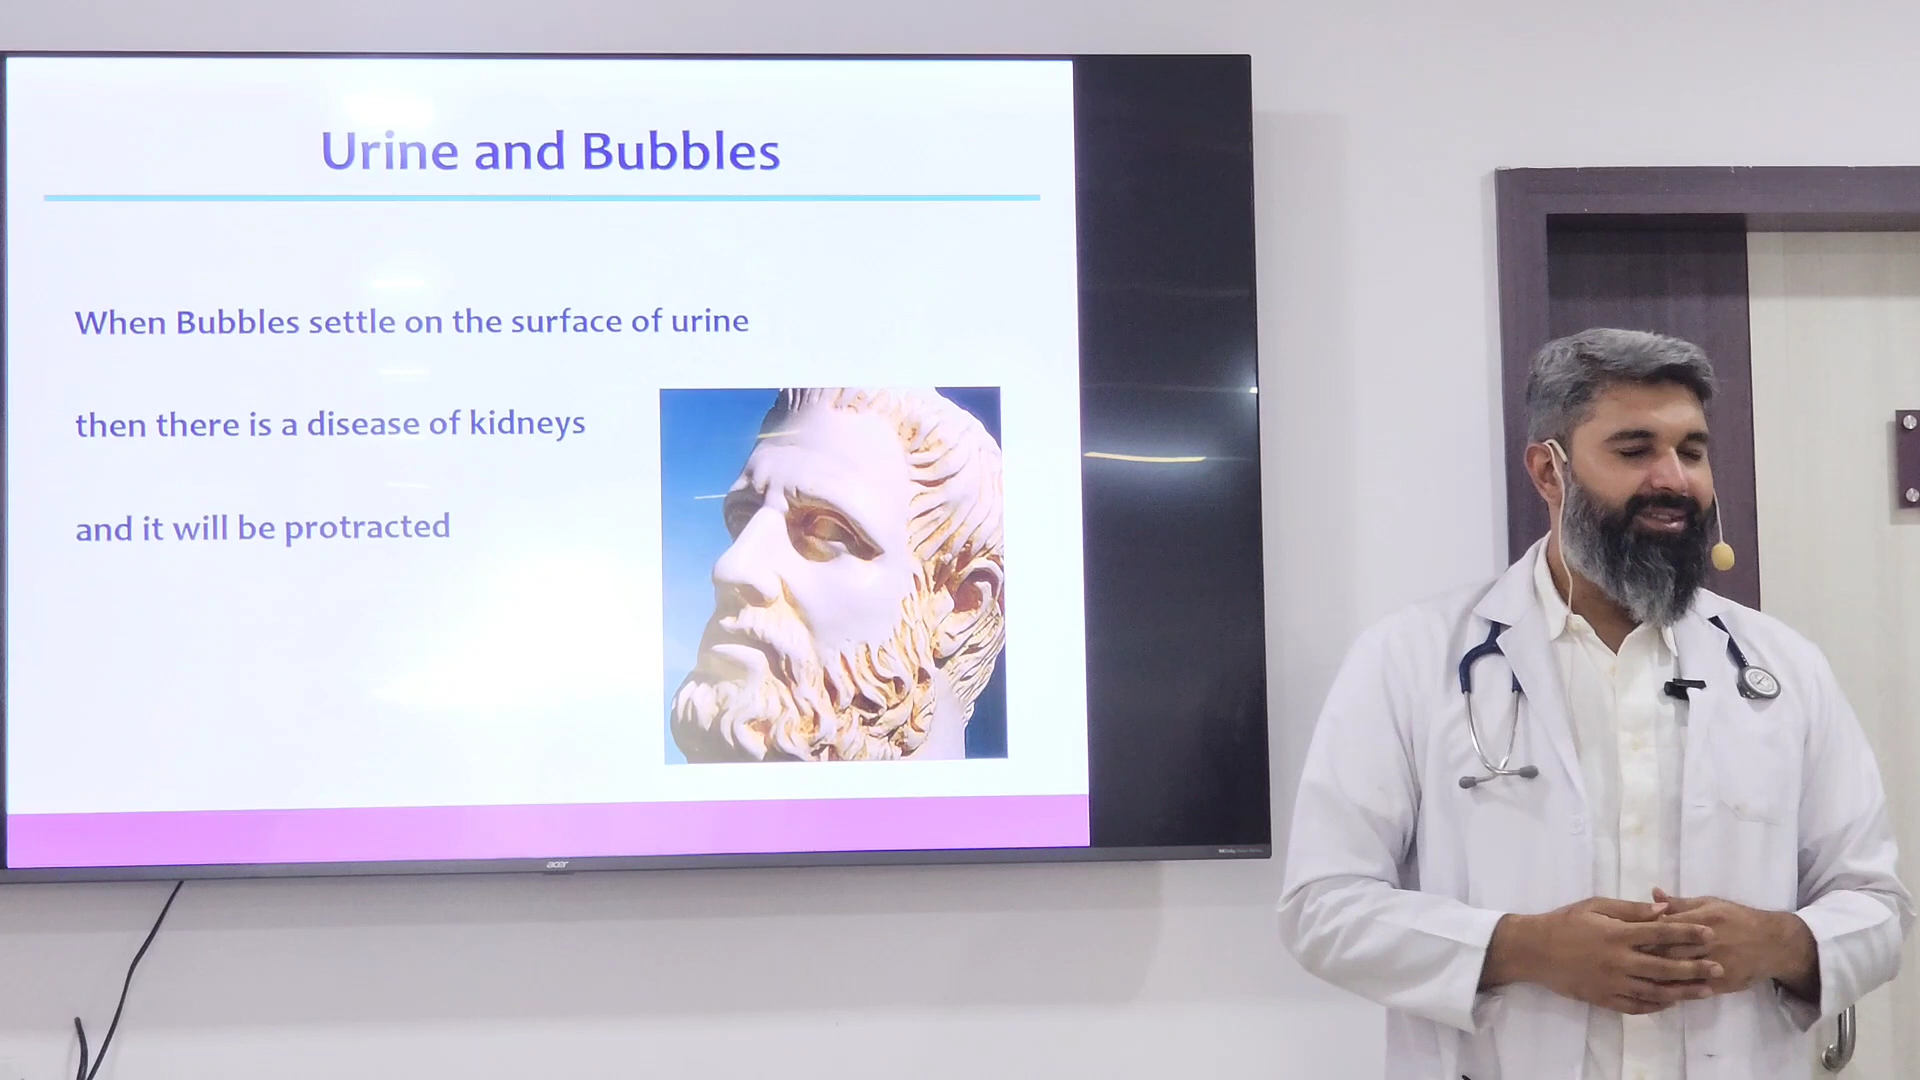 Urine and Bubbles
When Bubbles settle on the surface of urine
then there is a disease of kidneys
and it will be protracted
acer